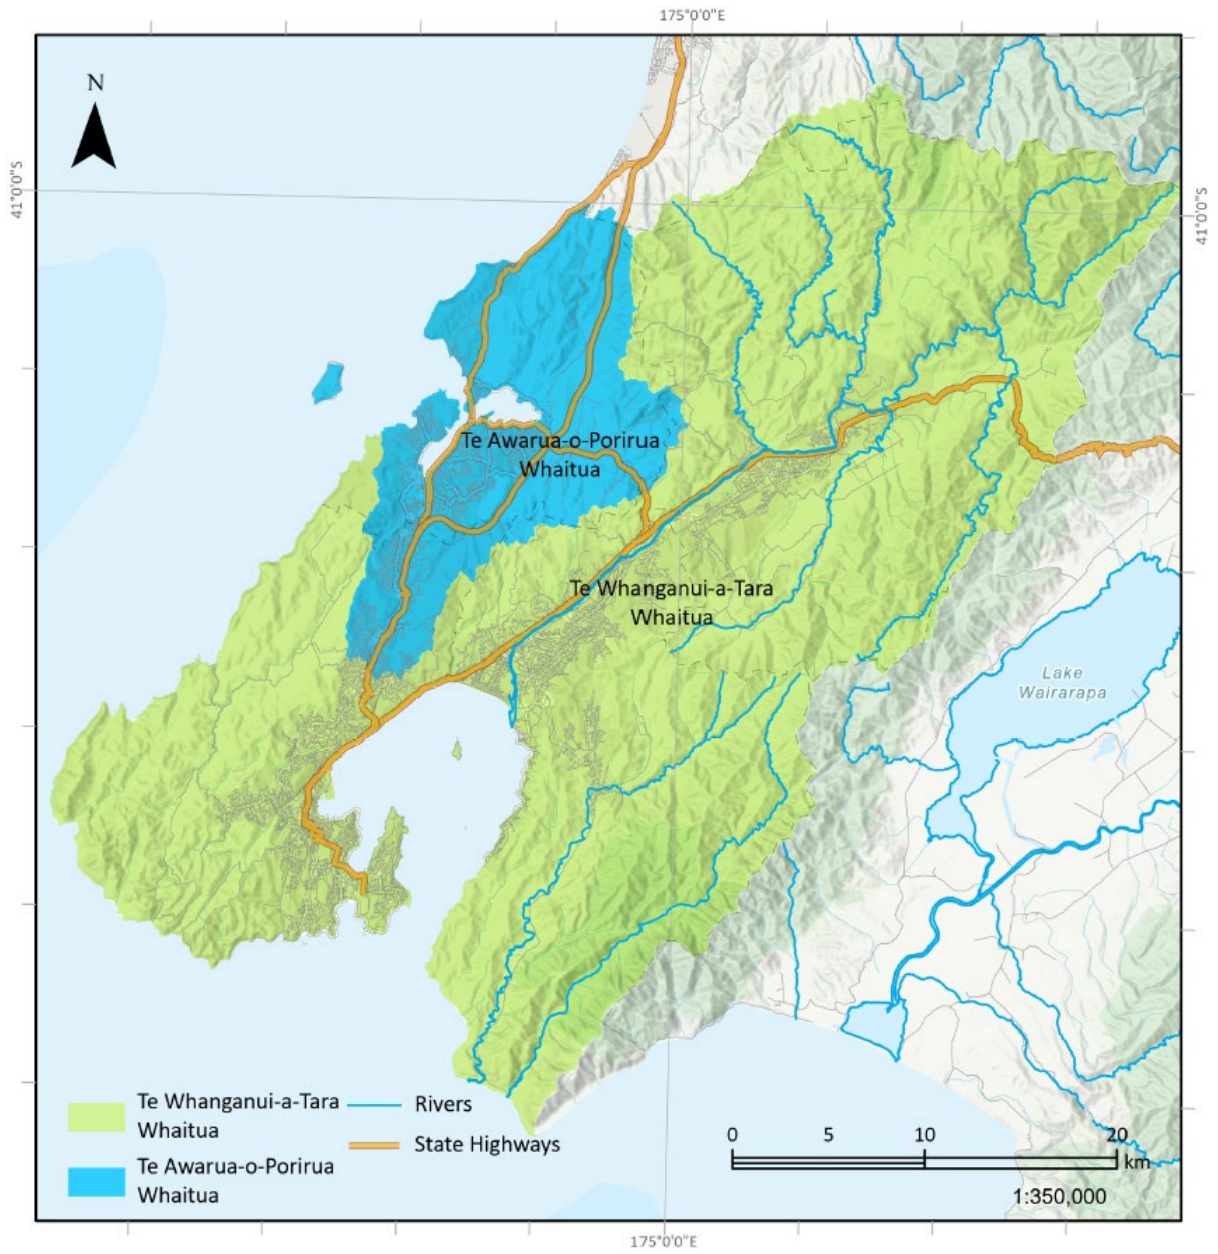 175°0'0"E
N
41°0'0"S
41°0'0"S
Te Awarua-o-Porirua
Whaitua
Te Whanganui-a-Tara
Whaitua
Lake
Wairarapa
Te Whanganui-a-Tara
Whaitua
Te Awarua-o-Porirua
Whaitua
Rivers
State Highways
0 5 10 20
km
1:350,000
175°0'0"E